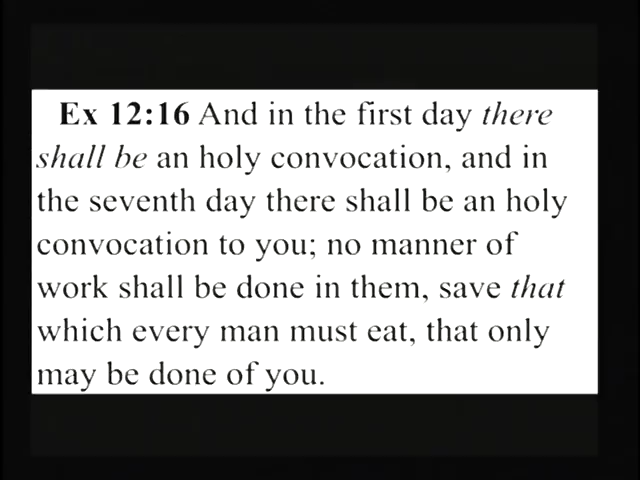 Ex 12:16 And in the first day there
shall be an holy convocation, and in
the seventh day there shall be an holy
convocation to you; no manner of
work shall be done in them, save that
which every man must eat, that only
may be done of you.